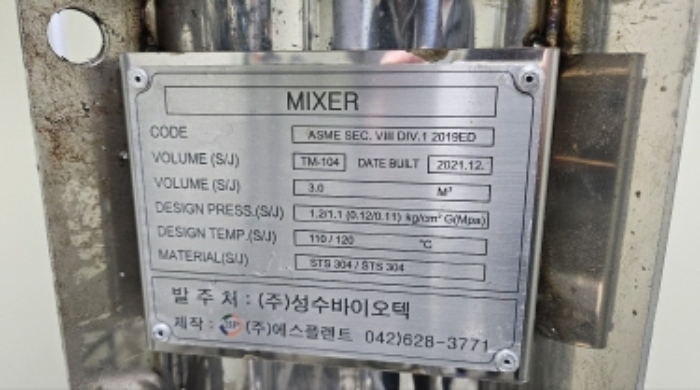 MIXER
CODE ASME SEC. VIII DIV.1 2019ED
VOLUME (S/J) TM-104 DATE BUILT 2021.12.
VOLUME (S/J) 3.0 M³
DESIGN PRESS.(S/J) 1.2/1.1 (0.12/0.11) kg/cm² G(Mpa)
DESIGN TEMP.(S/J) 110 / 120 °C
MATERIAL(S/J) STS 304 / STS 304
발 주 처 : (주)성수바이오텍
제작 : (주)에스플렌트 042)628-3771